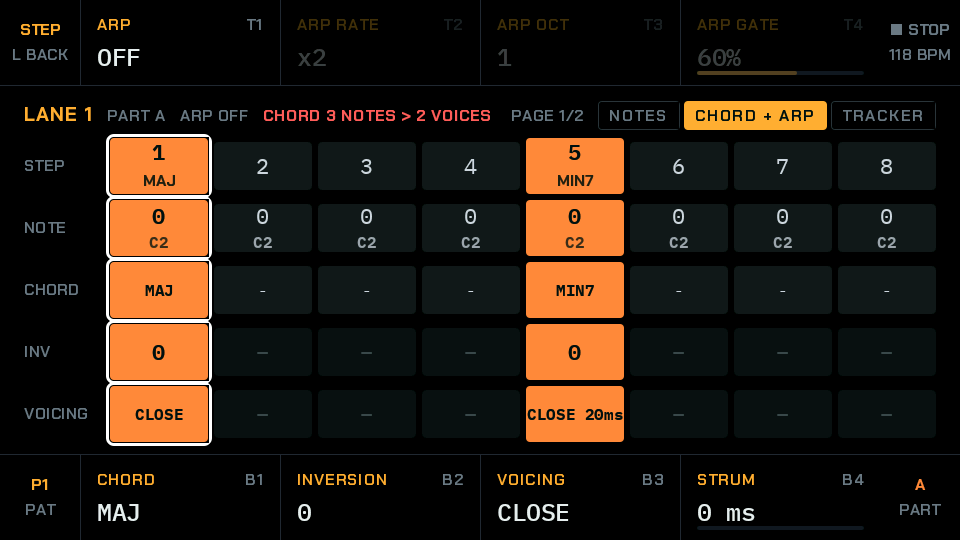 STEP
L BACK
ARP T1
OFF
ARP RATE T2
x2
ARP OCT T3
1
ARP GATE T4
60%
STOP
118 BPM
LANE 1 PART A ARP OFF CHORD 3 NOTES > 2 VOICES PAGE 1/2 NOTES CHORD + ARP TRACKER
STEP 1 2 3 4 5 6 7 8
MAJ MIN7
NOTE 0 0 0 0 0 0 0 0
C2 C2 C2 C2 C2 C2 C2 C2
CHORD MAJ - - - MIN7 - - -
INV 0 — — — 0 — — —
VOICING CLOSE — — — CLOSE 20ms — — —
P1
PAT
CHORD B1
MAJ
INVERSION B2
0
VOICING B3
CLOSE
STRUM B4
0 ms
A
PART